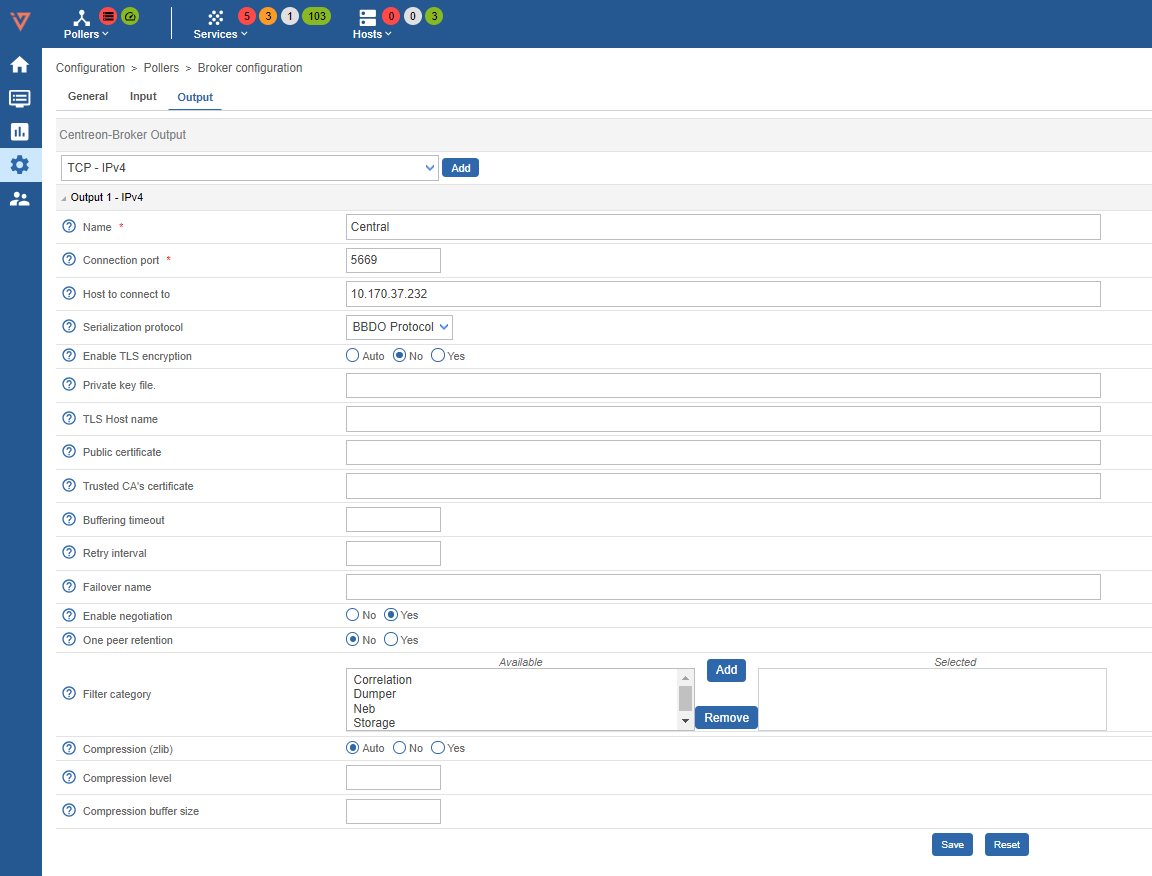 5 3 1 103 0 0 3
Pollers Services Hosts
Configuration > Pollers > Broker configuration
General Input Output
Centreon-Broker Output
TCP - IPv4 Add
Output 1 - IPv4
Name * Central
Connection port * 5669
Host to connect to 10.170.37.232
Serialization protocol BBDO Protocol
Enable TLS encryption Auto No Yes
Private key file.
TLS Host name
Public certificate
Trusted CA's certificate
Buffering timeout
Retry interval
Failover name
Enable negotiation No Yes
One peer retention No Yes
Available Selected
Filter category
Correlation
Dumper
Neb
Storage
Add
Remove
Compression (zlib) Auto No Yes
Compression level
Compression buffer size
Save Reset